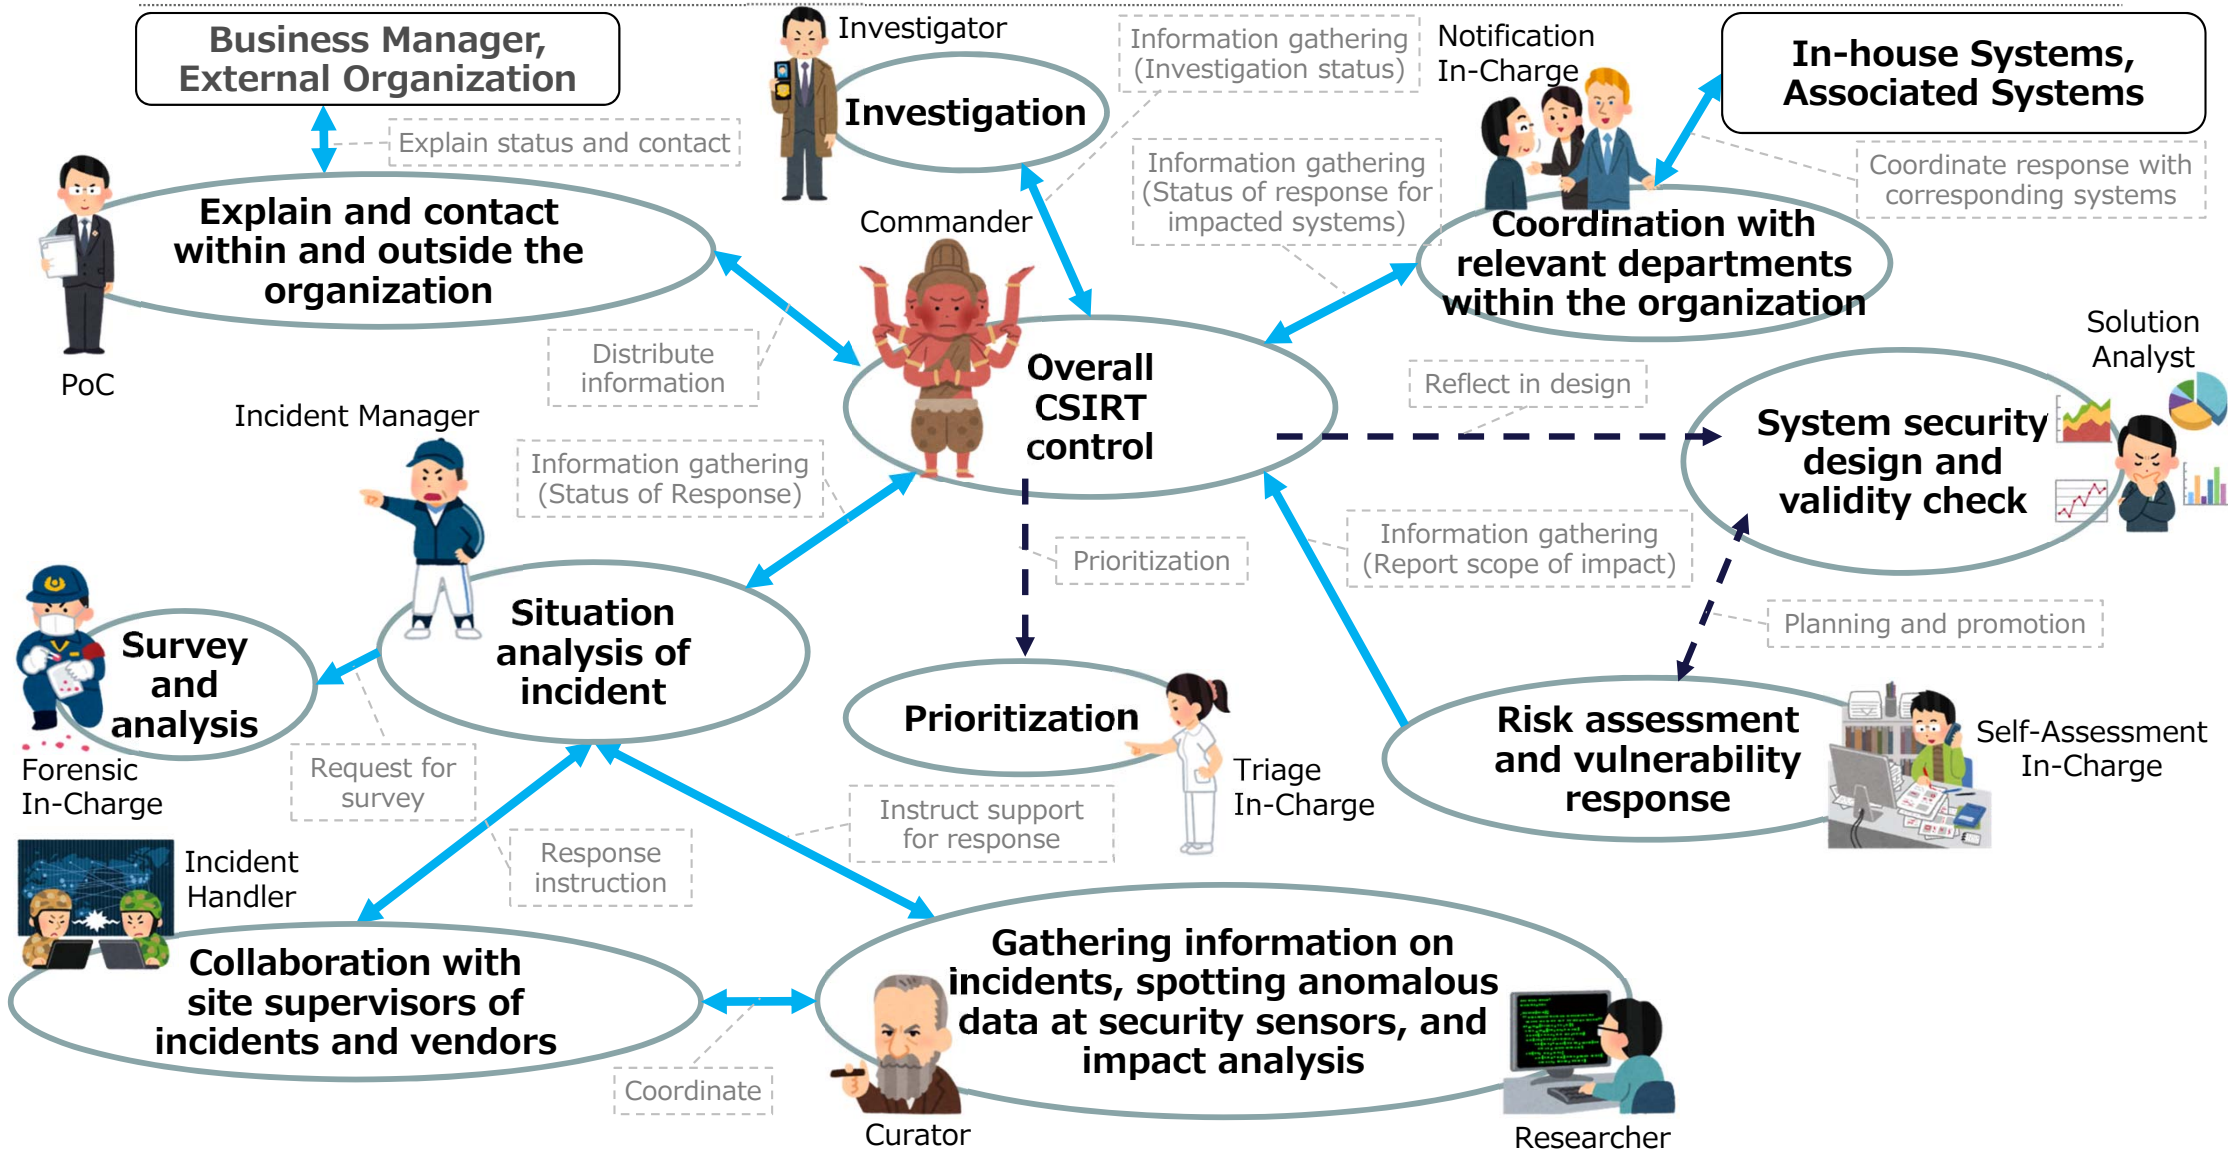 Business Manager,
External Organization
Investigator
Investigation
Information gathering
(Investigation status)
Notification
In-Charge
In-house Systems,
Associated Systems
Explain status and contact
Information gathering
(Status of response for
impacted systems)
Coordinate response with
corresponding systems
Explain and contact
within and outside the
organization
PoC
Commander
Coordination with
relevant departments
within the organization
Distribute
information
Overall
CSIRT
control
Reflect in design
Solution
Analyst
System security
design and
validity check
Incident Manager
Information gathering
(Status of Response)
Prioritization
Information gathering
(Report scope of impact)
Planning and promotion
Situation
analysis of
incident
Survey
and
analysis
Forensic
In-Charge
Request for
survey
Prioritization
Triage
In-Charge
Risk assessment
and vulnerability
response
Self-Assessment
In-Charge
Instruct support
for response
Response
instruction
Incident
Handler
Collaboration with
site supervisors of
incidents and vendors
Coordinate
Gathering information on
incidents, spotting anomalous
data at security sensors, and
impact analysis
Curator
Researcher